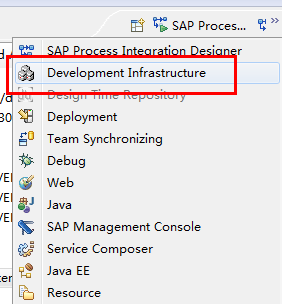 SAP Proces...
SAP Process Integration Designer
Development Infrastructure
Design Time Repository
Deployment
Team Synchronizing
Debug
Web
Java
SAP Management Console
Service Composer
Java EE
Resource